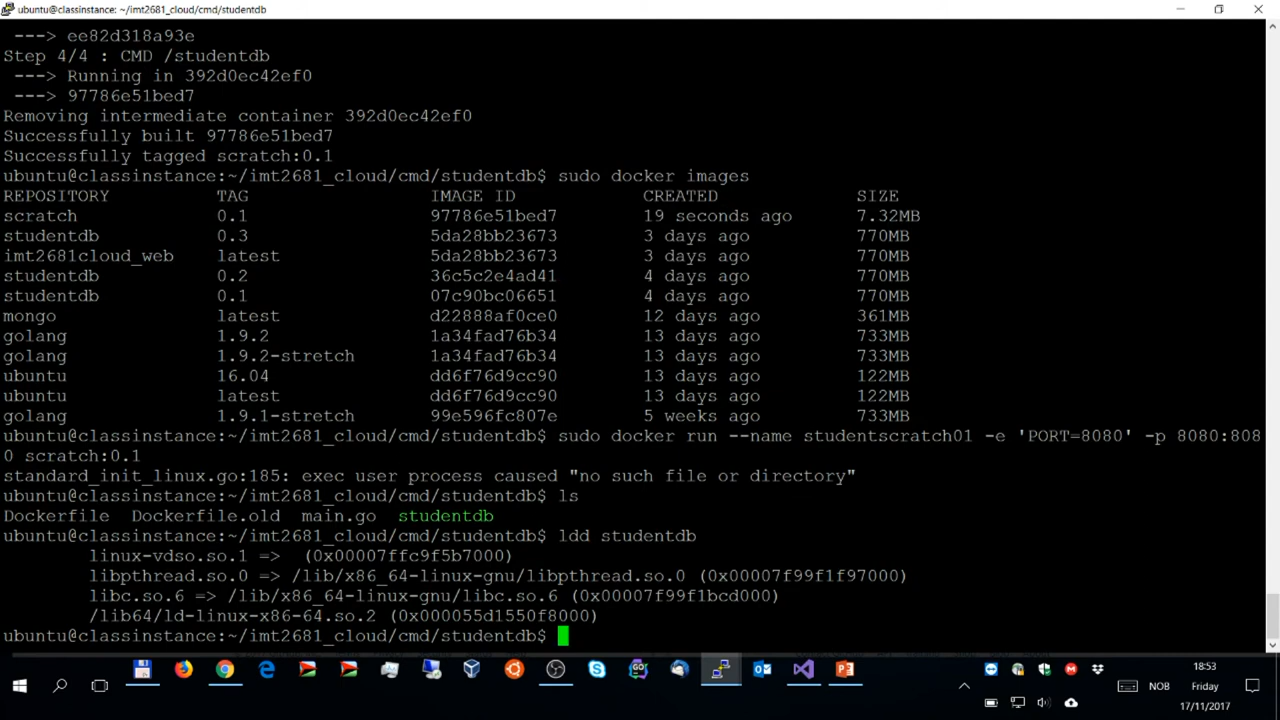 ubuntu@classinstance: ~/imt2681_cloud/cmd/studentdb
---> ee82d318a93e
Step 4/4 : CMD /studentdb
---> Running in 392d0ec42ef0
---> 97786e51bed7
Removing intermediate container 392d0ec42ef0
Successfully built 97786e51bed7
Successfully tagged scratch:0.1
ubuntu@classinstance:~/imt2681_cloud/cmd/studentdb$ sudo docker images
REPOSITORY TAG IMAGE ID CREATED SIZE
scratch 0.1 97786e51bed7 19 seconds ago 7.32MB
studentdb 0.3 5da28bb23673 3 days ago 770MB
imt2681cloud_web latest 5da28bb23673 3 days ago 770MB
studentdb 0.2 36c5c2e4ad41 4 days ago 770MB
studentdb 0.1 07c90bc06651 4 days ago 770MB
mongo latest d22888af0ce0 12 days ago 361MB
golang 1.9.2 1a34fad76b34 13 days ago 733MB
golang 1.9.2-stretch 1a34fad76b34 13 days ago 733MB
ubuntu 16.04 dd6f76d9cc90 13 days ago 122MB
ubuntu latest dd6f76d9cc90 13 days ago 122MB
golang 1.9.1-stretch 99e596fc807e 5 weeks ago 733MB
ubuntu@classinstance:~/imt2681_cloud/cmd/studentdb$ sudo docker run --name studentscratch01 -e 'PORT=8080' -p 8080:808
0 scratch:0.1
standard_init_linux.go:185: exec user process caused "no such file or directory"
ubuntu@classinstance:~/imt2681_cloud/cmd/studentdb$ ls
Dockerfile Dockerfile.old main.go studentdb
ubuntu@classinstance:~/imt2681_cloud/cmd/studentdb$ ldd studentdb
linux-vdso.so.1 => (0x00007ffc9f5b7000)
libpthread.so.0 => /lib/x86_64-linux-gnu/libpthread.so.0 (0x00007f99f1f97000)
libc.so.6 => /lib/x86_64-linux-gnu/libc.so.6 (0x00007f99f1bcd000)
/lib64/ld-linux-x86-64.so.2 (0x000055d1550f8000)
ubuntu@classinstance:~/imt2681_cloud/cmd/studentdb$
18:53
NOB Friday
17/11/2017